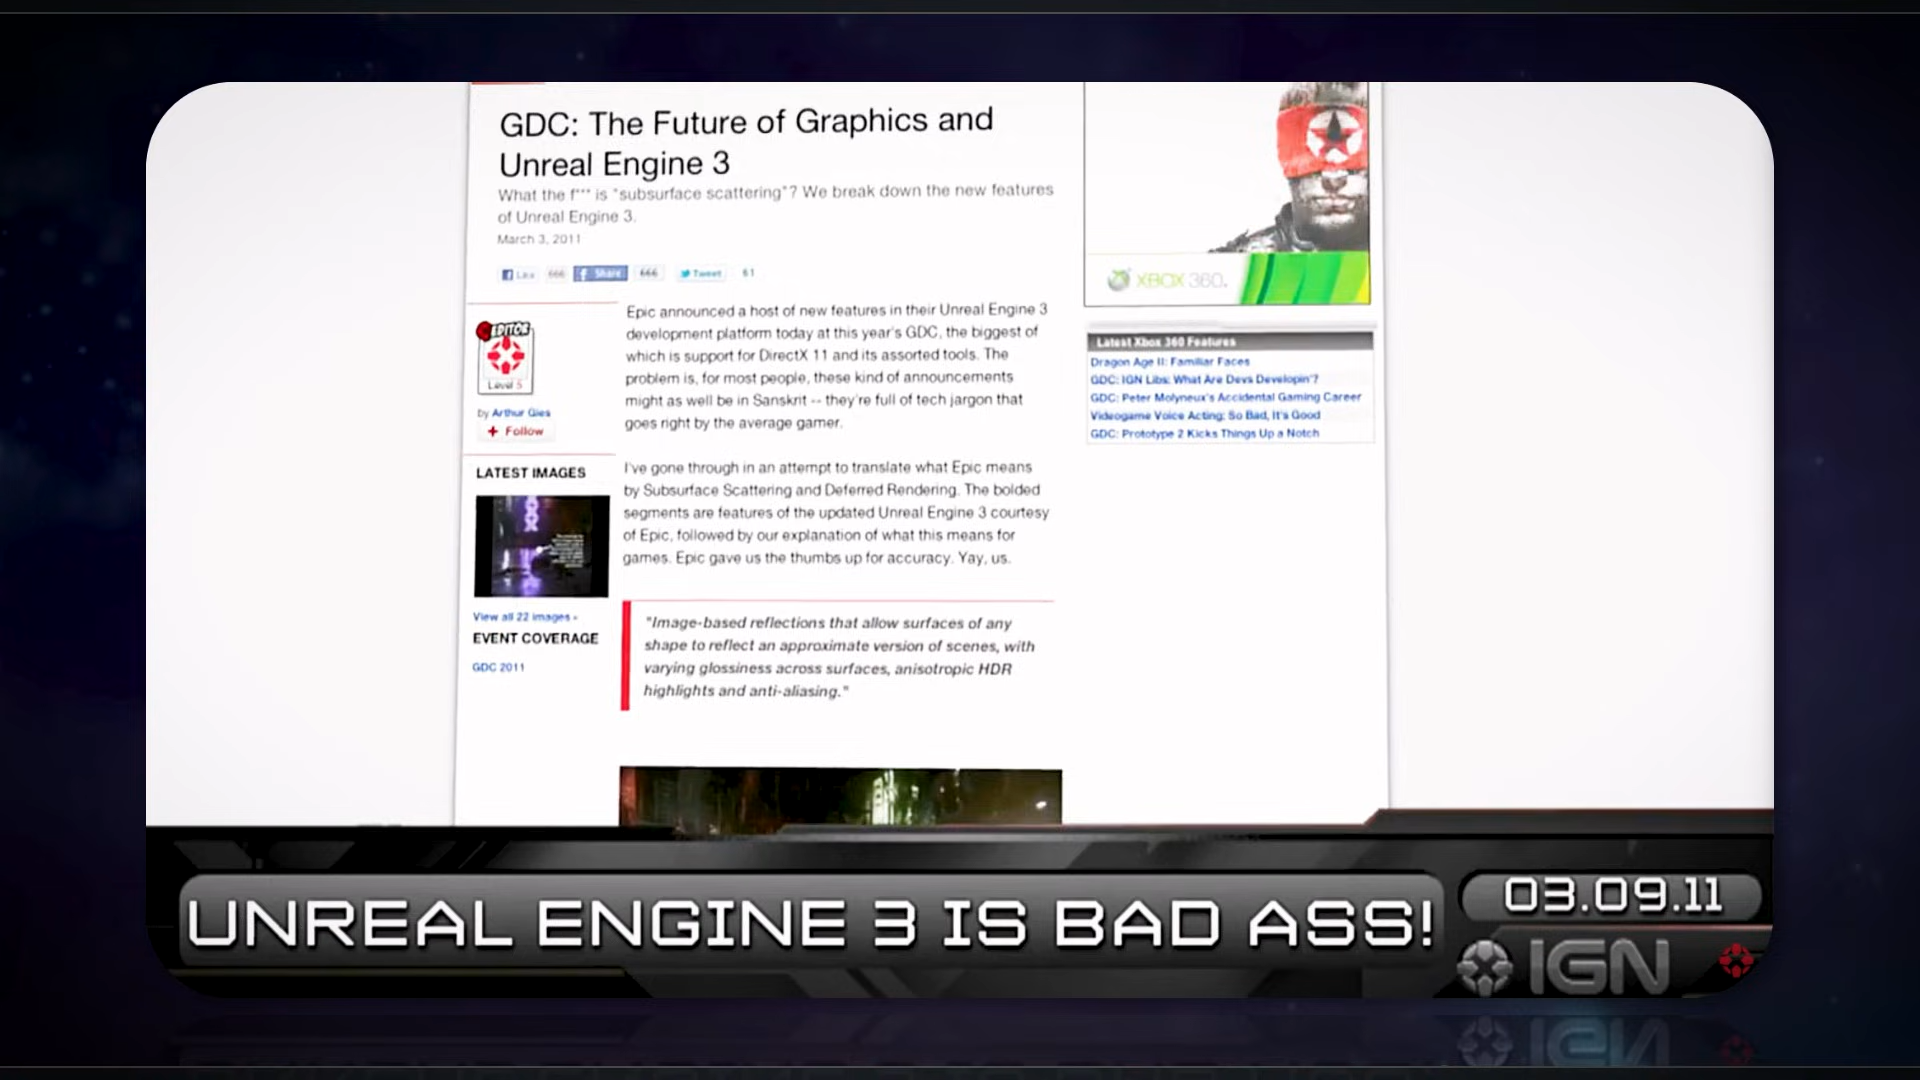 GDC: The Future of Graphics and
Unreal Engine 3
What the f*** is "subsurface scattering"? We break down the new features
of Unreal Engine 3.
March 3, 2011
Like 666 Share 666 Tweet 61
EDITOR
Level 5
by Arthur Gies
+ Follow
LATEST IMAGES
View all 22 images »
EVENT COVERAGE
GDC 2011
Epic announced a host of new features in their Unreal Engine 3
development platform today at this year's GDC, the biggest of
which is support for DirectX 11 and its assorted tools. The
problem is, for most people, these kind of announcements
might as well be in Sanskrit -- they're full of tech jargon that
goes right by the average gamer.
I've gone through in an attempt to translate what Epic means
by Subsurface Scattering and Deferred Rendering. The bolded
segments are features of the updated Unreal Engine 3 courtesy
of Epic, followed by our explanation of what this means for
games. Epic gave us the thumbs up for accuracy. Yay, us.
"Image-based reflections that allow surfaces of any
shape to reflect an approximate version of scenes, with
varying glossiness across surfaces, anisotropic HDR
highlights and anti-aliasing."
XBOX 360.
Latest Xbox 360 Features
Dragon Age II: Familiar Faces
GDC: IGN Libs: What Are Devs Developin'?
GDC: Peter Molyneux's Accidental Gaming Career
Videogame Voice Acting: So Bad, It's Good
GDC: Prototype 2 Kicks Things Up a Notch
UNREAL ENGINE 3 IS BAD ASS!
03.09.11
IGN